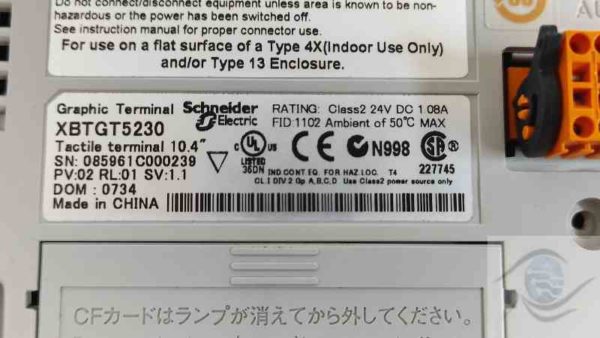 Do not connect/disconnect equipment unless area is known to be non-
hazardous or the power has been switched off.
See instruction manual for proper connector use.
For use on a flat surface of a Type 4X(Indoor Use Only)
and/or Type 13 Enclosure.
AU
Graphic Terminal Schneider Electric RATING: Class2 24V DC 1.08A
XBTGT5230 FID:1102 Ambient of 50°C MAX
Tactile terminal 10.4"
SN: 085961C000239
PV:02 RL:01 SV:1.1
DOM : 0734
Made in CHINA
C UL US LISTED 36DN CE N998 SA 227745
IND.CONT.EQ. FOR HAZ.LOC. T4
CL I DIV 2 Gp A,B,C,D Use Class2 power source only
CFカードはランプが消えてから外してください。